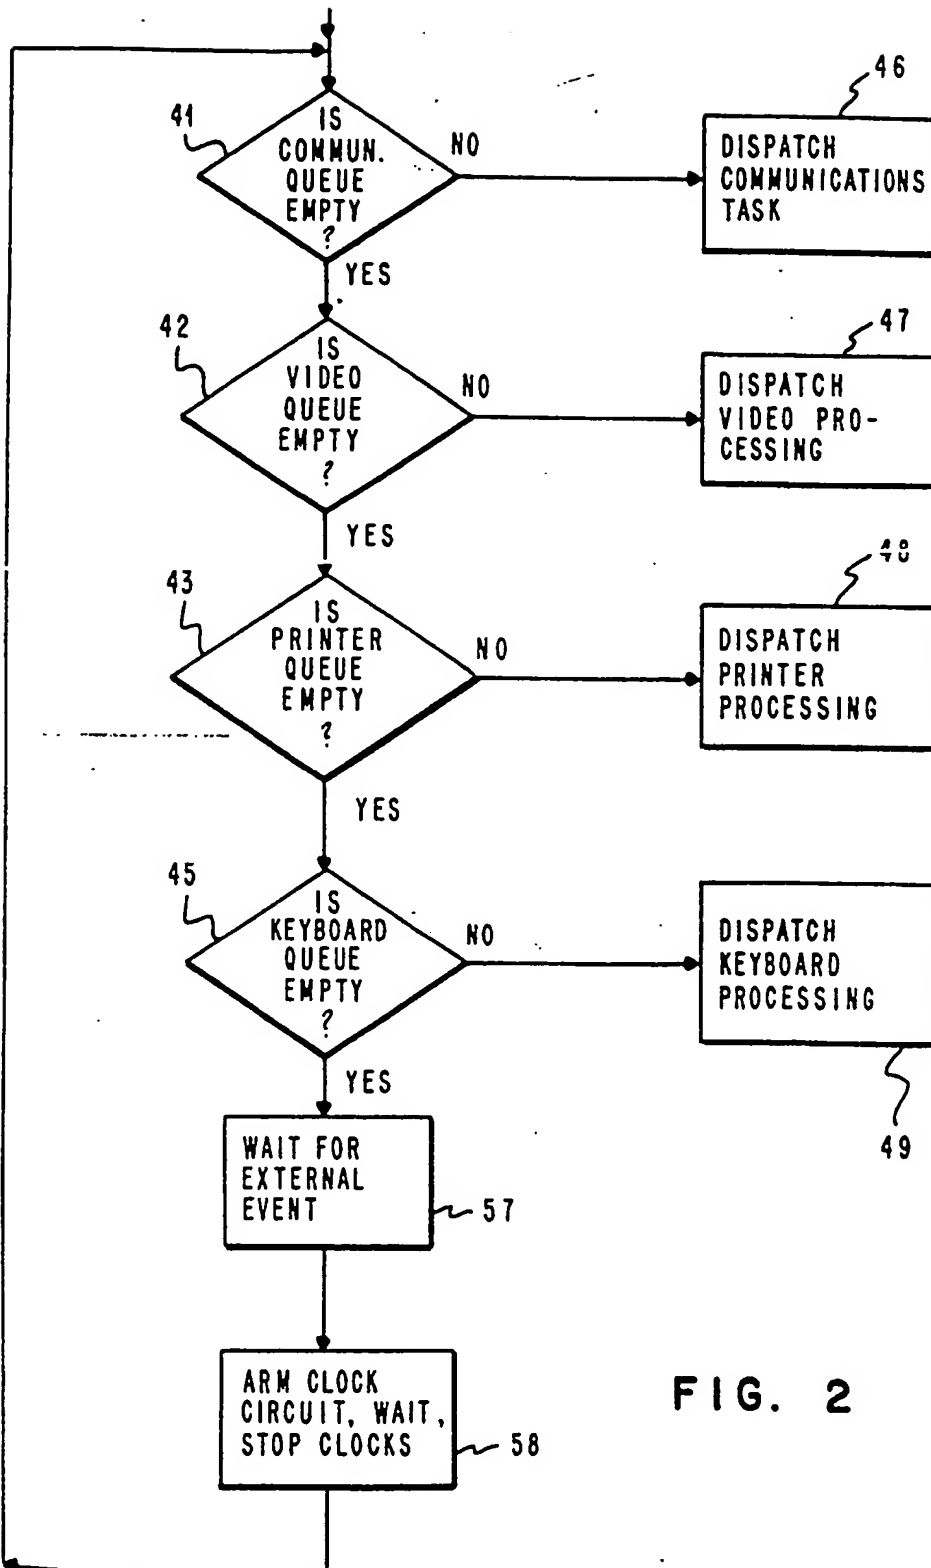 41
IS
COMMUN.
QUEUE
EMPTY
?
NO
46
DISPATCH
COMMUNICATIONS
TASK
YES
42
IS
VIDEO
QUEUE
EMPTY
?
NO
47
DISPATCH
VIDEO PRO-
CESSING
YES
43
IS
PRINTER
QUEUE
EMPTY
?
NO
48
DISPATCH
PRINTER
PROCESSING
YES
45
IS
KEYBOARD
QUEUE
EMPTY
?
NO
DISPATCH
KEYBOARD
PROCESSING
49
YES
WAIT FOR
EXTERNAL
EVENT
57
ARM CLOCK
CIRCUIT, WAIT,
STOP CLOCKS
58
FIG. 2